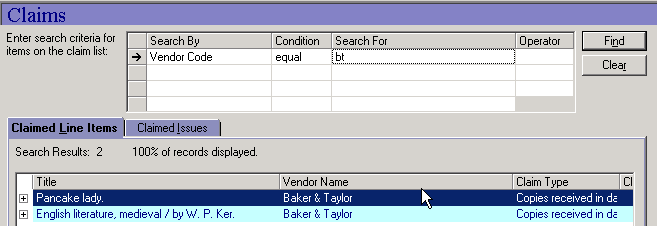 Claims
Enter search criteria for
items on the claim list:
Search By Condition Search For Operator
Vendor Code equal bt
Find
Clear
Claimed Line Items Claimed Issues
Search Results: 2 100% of records displayed.
Title Vendor Name Claim Type Cl
Pancake lady. Baker & Taylor Copies received in da
English literature, medieval / by W. P. Ker. Baker & Taylor Copies received in da